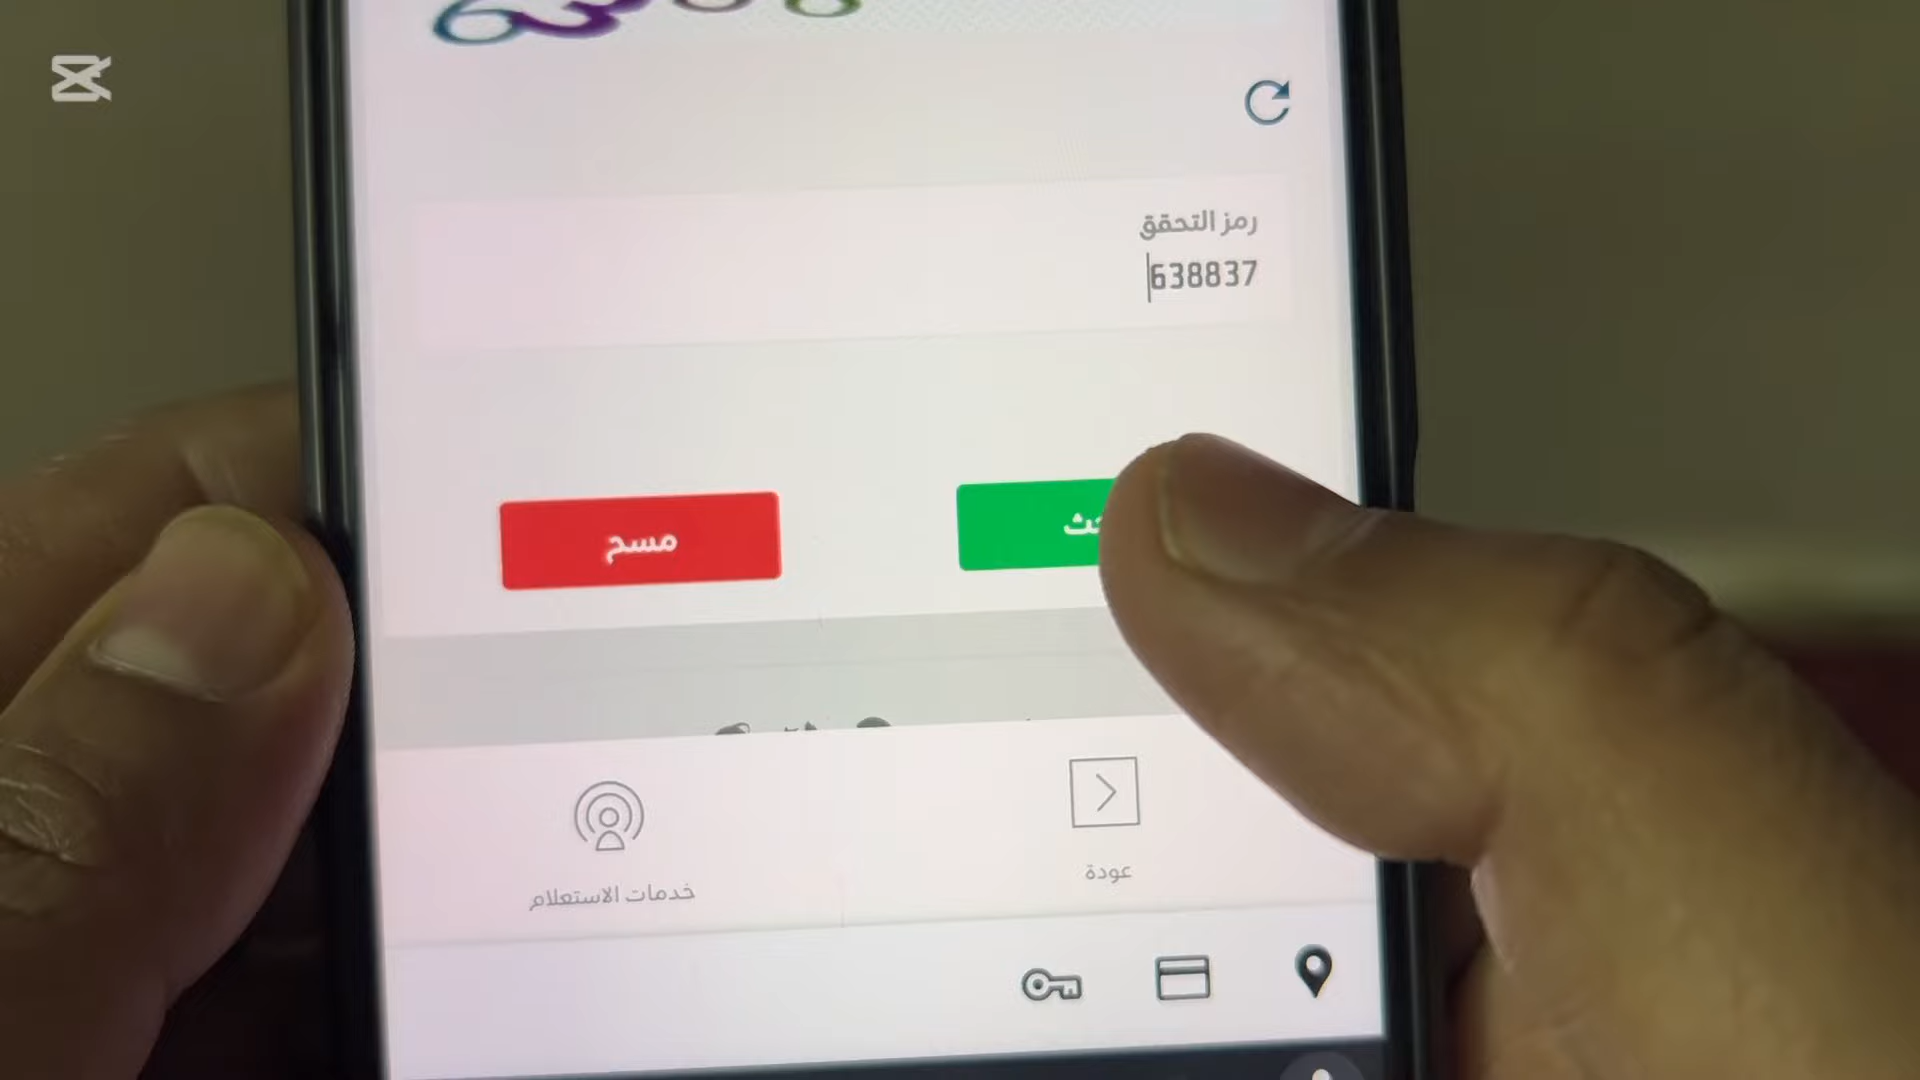 رمز التحقق
638837
مسح
خدمات الاستعلام
عودة